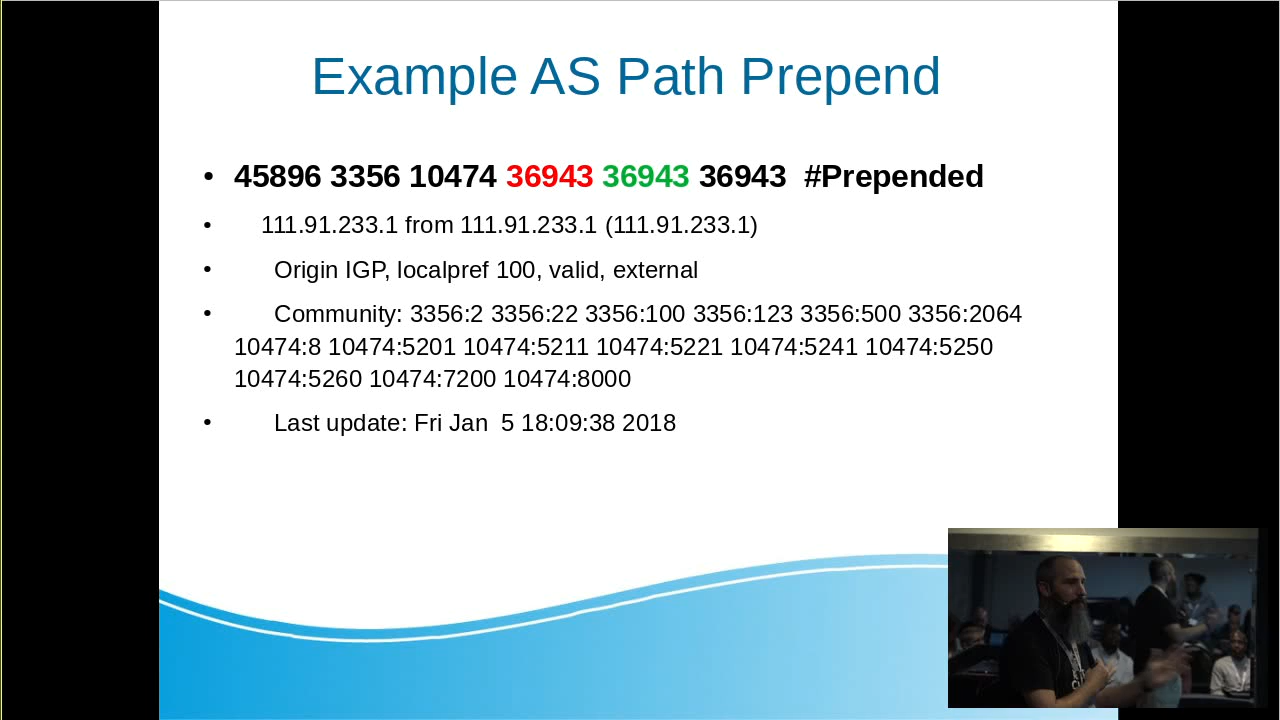 Example AS Path Prepend
• 45896 3356 10474 36943 36943 36943  #Prepended
• 111.91.233.1 from 111.91.233.1 (111.91.233.1)
• Origin IGP, localpref 100, valid, external
• Community: 3356:2 3356:22 3356:100 3356:123 3356:500 3356:2064
10474:8 10474:5201 10474:5211 10474:5221 10474:5241 10474:5250
10474:5260 10474:7200 10474:8000
• Last update: Fri Jan  5 18:09:38 2018